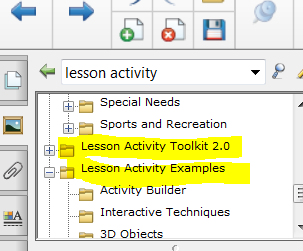 lesson activity
Special Needs
Sports and Recreation
Lesson Activity Toolkit 2.0
Lesson Activity Examples
Activity Builder
Interactive Techniques
3D Objects